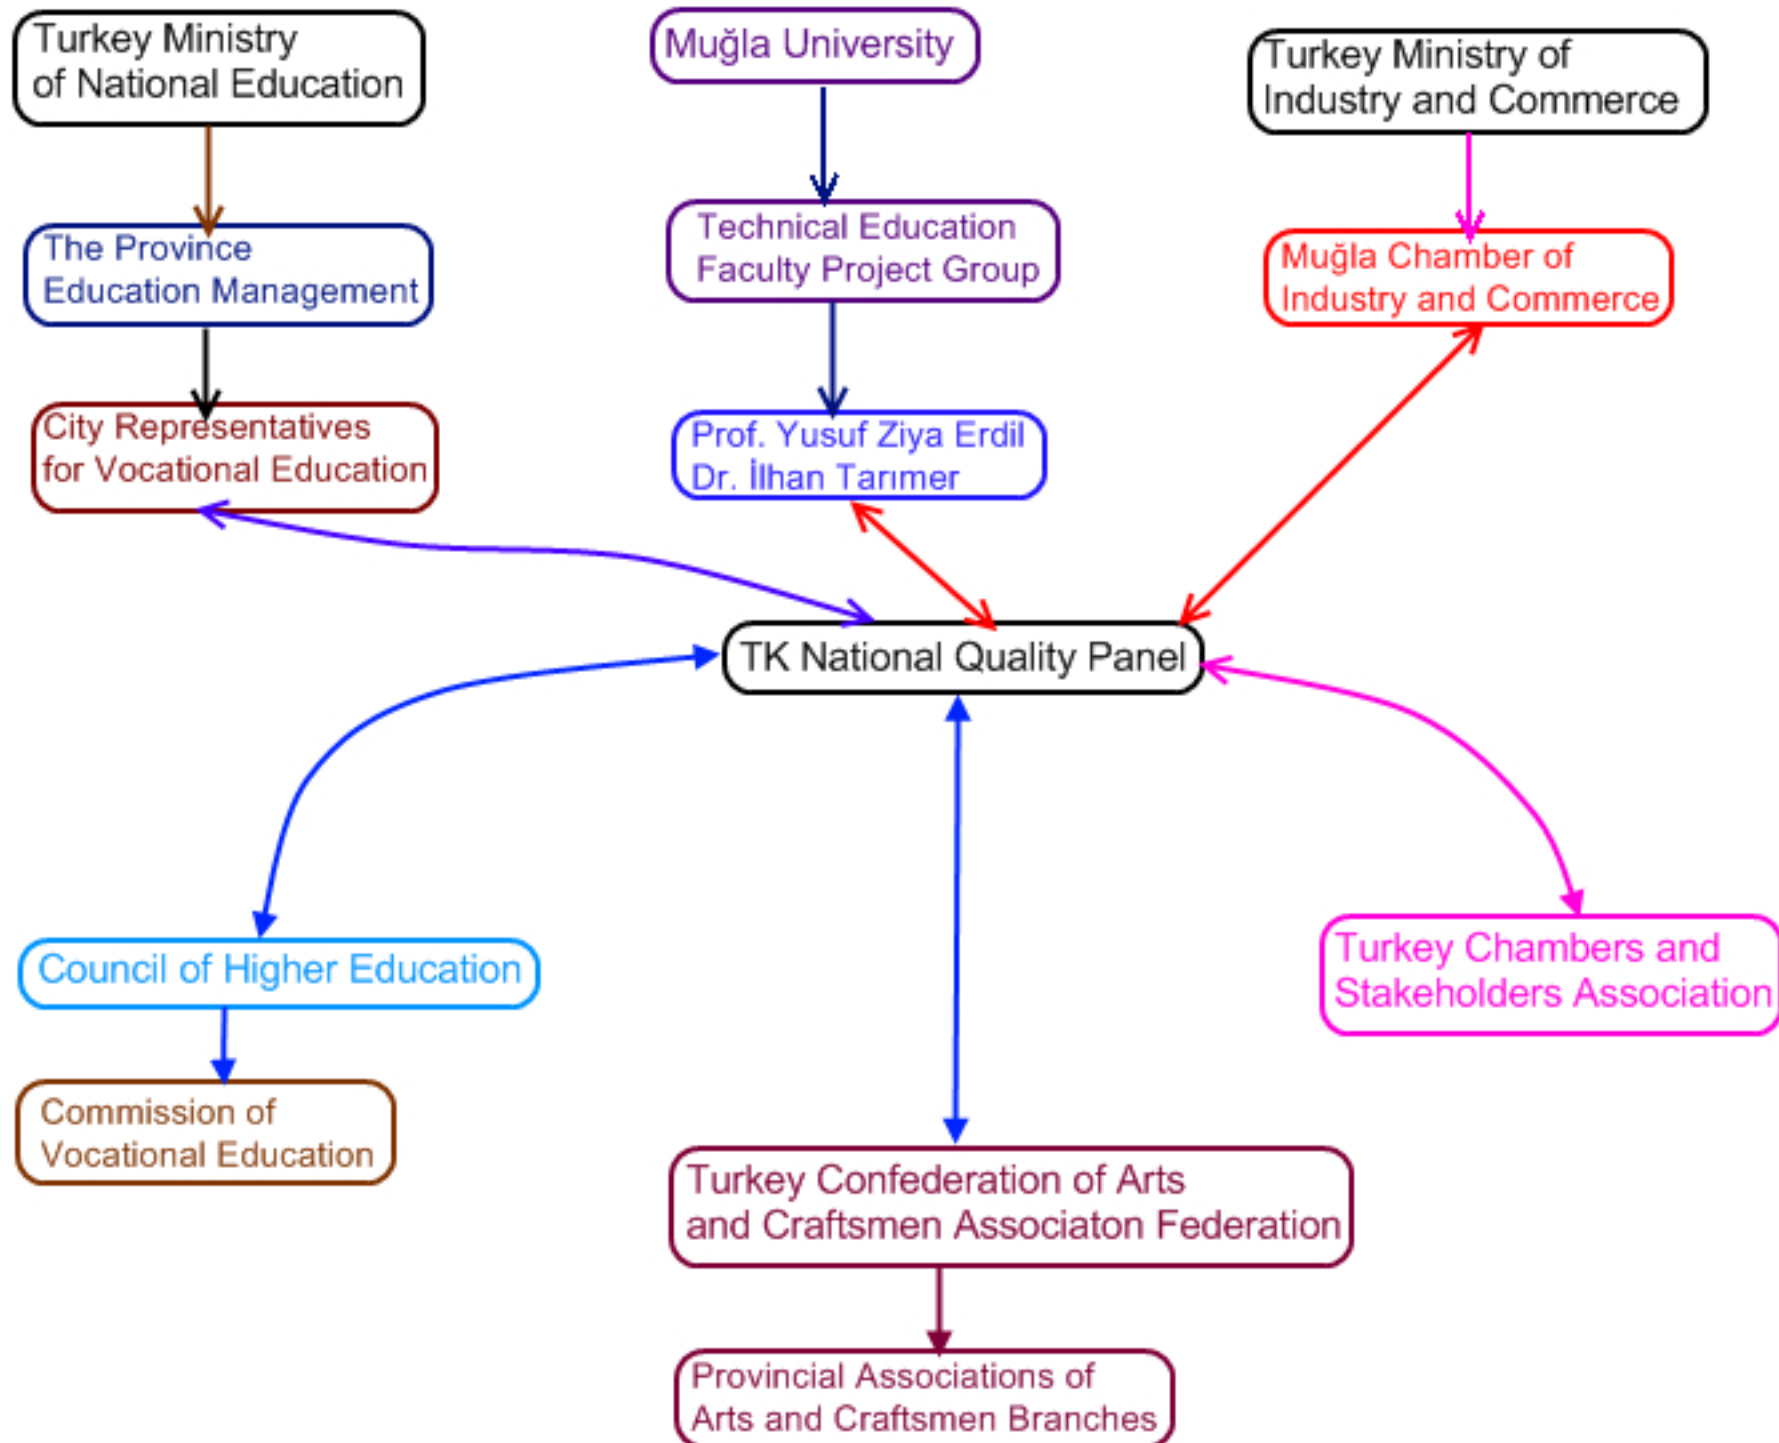 Turkey Ministry
of National Education
Muğla University
Turkey Ministry of
Industry and Commerce
The Province
Education Management
Technical Education
Faculty Project Group
Muğla Chamber of
Industry and Commerce
City Representatives
for Vocational Education
Prof. Yusuf Ziya Erdil
Dr. İlhan Tarımer
TK National Quality Panel
Council of Higher Education
Turkey Chambers and
Stakeholders Association
Commission of
Vocational Education
Turkey Confederation of Arts
and Craftsmen Associaton Federation
Provincial Associations of
Arts and Craftsmen Branches